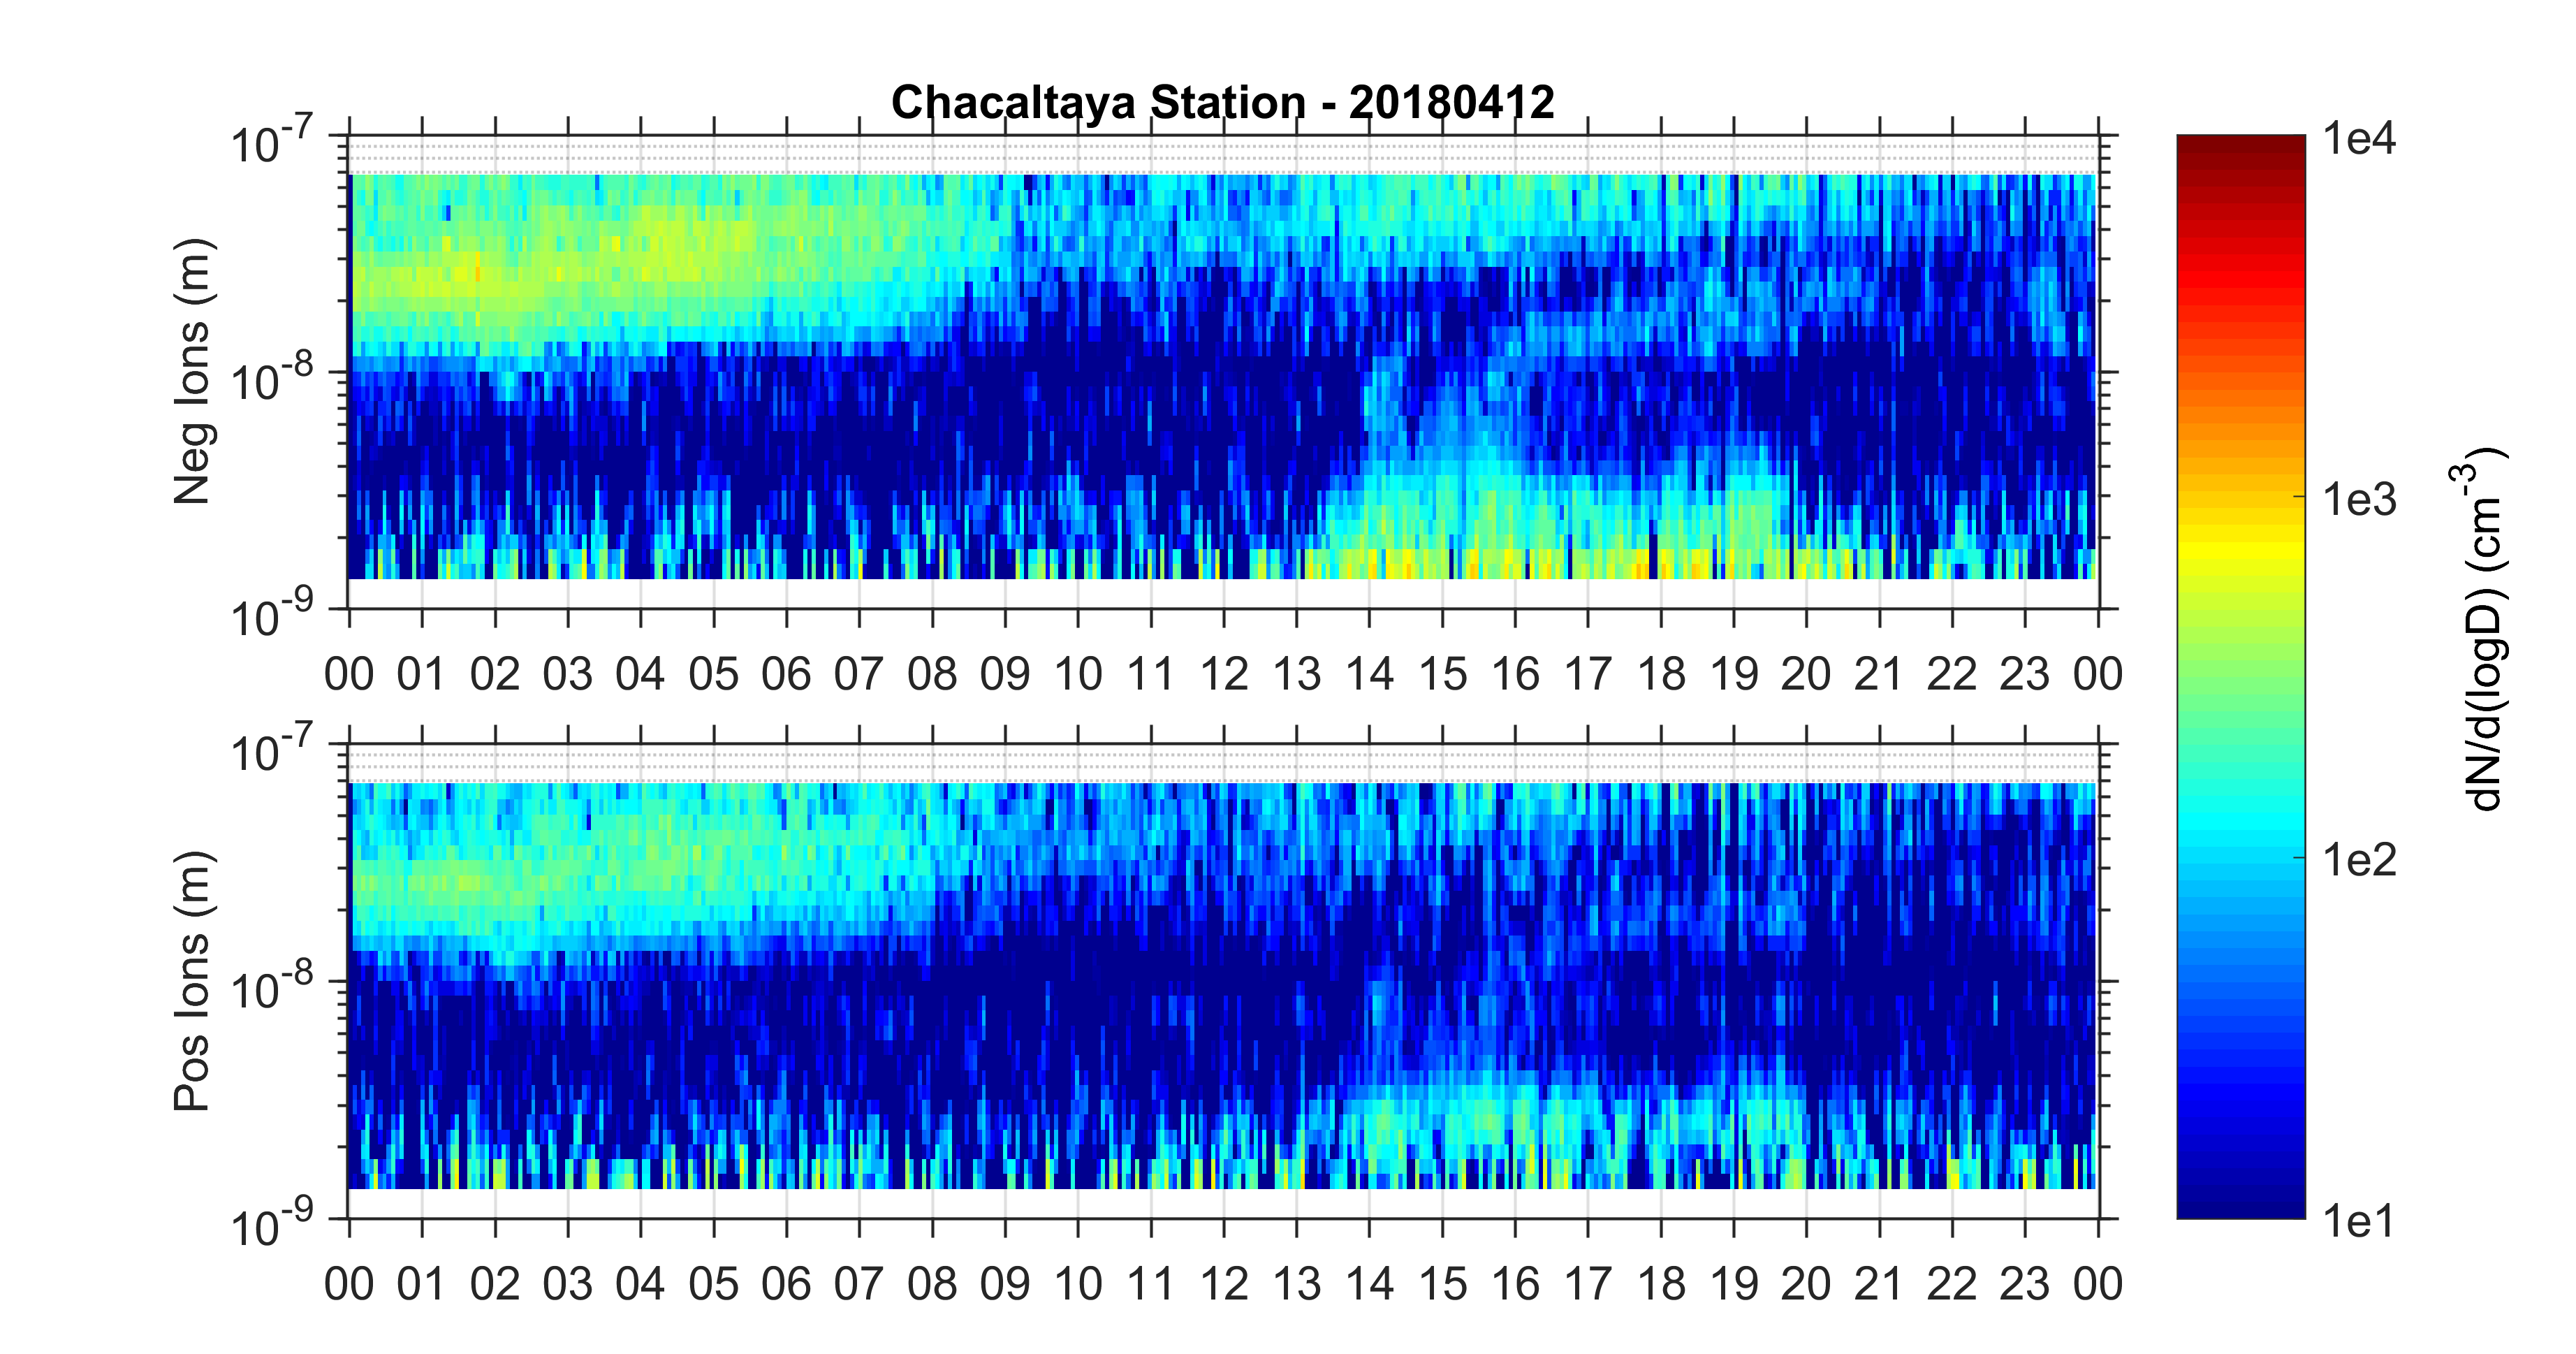 Chacaltaya Station - 20180412
10-7
10-8
10-9
Neg Ions (m)
00 01 02 03 04 05 06 07 08 09 10 11 12 13 14 15 16 17 18 19 20 21 22 23 00
10-7
10-8
10-9
Pos Ions (m)
00 01 02 03 04 05 06 07 08 09 10 11 12 13 14 15 16 17 18 19 20 21 22 23 00
1e4
1e3
1e2
1e1
dN/d(logD) (cm-3)